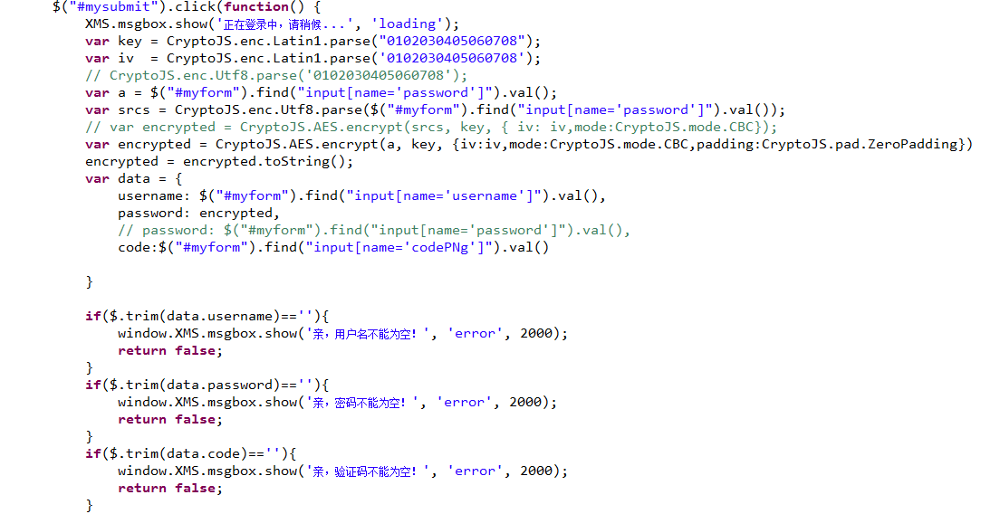 $("#mysubmit").click(function() {
XMS.msgbox.show('正在登录中，请稍候...', 'loading');
var key = CryptoJS.enc.Latin1.parse("0102030405060708");
var iv  = CryptoJS.enc.Latin1.parse('0102030405060708');
// CryptoJS.enc.Utf8.parse('0102030405060708');
var a = $("#myform").find("input[name='password']").val();
var srcs = CryptoJS.enc.Utf8.parse($("#myform").find("input[name='password']").val());
// var encrypted = CryptoJS.AES.encrypt(srcs, key, { iv: iv,mode:CryptoJS.mode.CBC});
var encrypted = CryptoJS.AES.encrypt(a, key, {iv:iv,mode:CryptoJS.mode.CBC,padding:CryptoJS.pad.ZeroPadding})
encrypted = encrypted.toString();
var data = {
username: $("#myform").find("input[name='username']").val(),
password: encrypted,
// password: $("#myform").find("input[name='password']").val(),
code:$("#myform").find("input[name='codePNg']").val()
}
if($.trim(data.username)==''){
window.XMS.msgbox.show('亲，用户名不能为空！', 'error', 2000);
return false;
}
if($.trim(data.password)==''){
window.XMS.msgbox.show('亲，密码不能为空！', 'error', 2000);
return false;
}
if($.trim(data.code)==''){
window.XMS.msgbox.show('亲，验证码不能为空！', 'error', 2000);
return false;
}